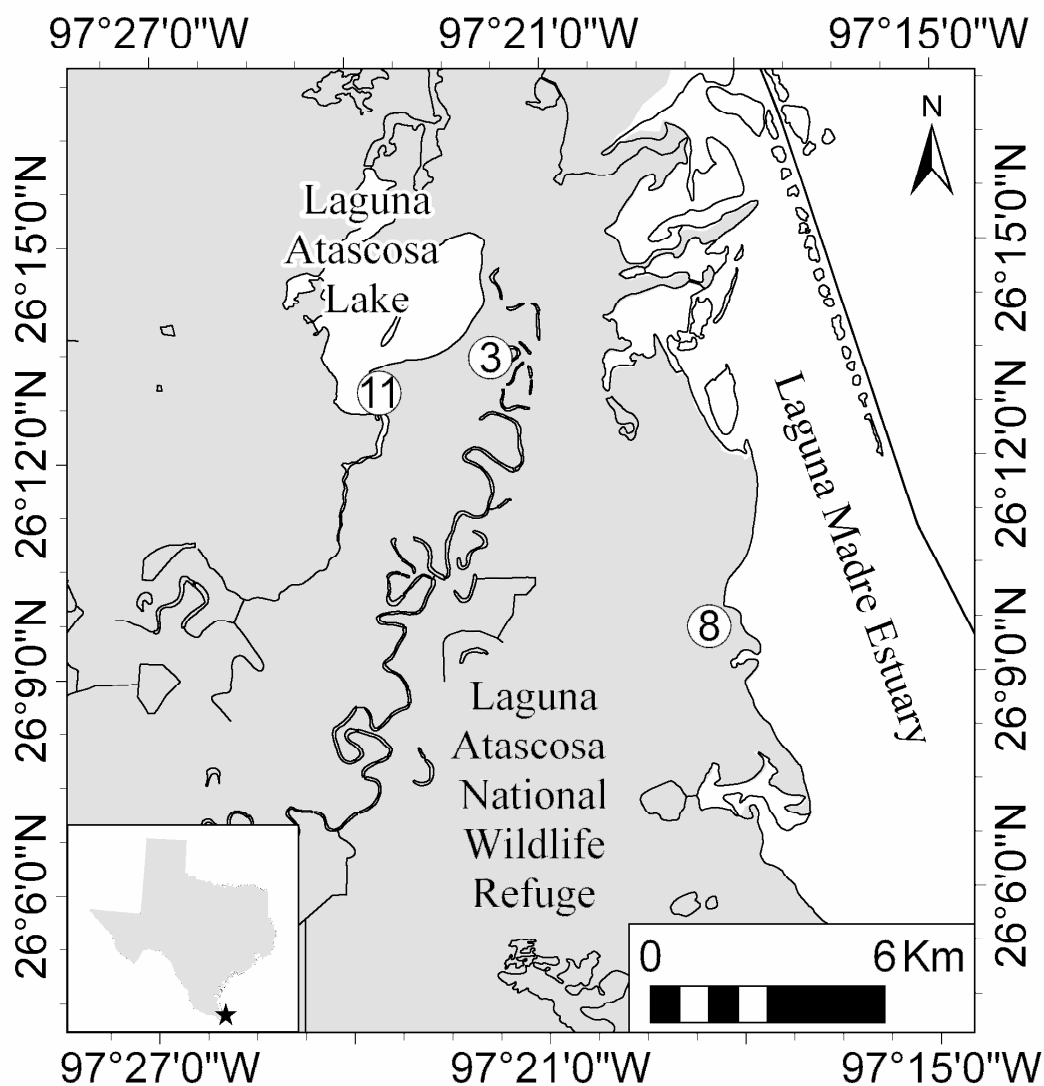 97°27'0"W 97°21'0"W 97°15'0"W
N
26°15'0"N
26°15'0"N
Laguna
Atascosa
Lake
3
11
26°12'0"N
26°12'0"N
Laguna Madre Estuary
8
26°9'0"N
26°9'0"N
Laguna
Atascosa
National
Wildlife
Refuge
26°6'0"N
26°6'0"N
0 6 Km
97°27'0"W 97°21'0"W 97°15'0"W